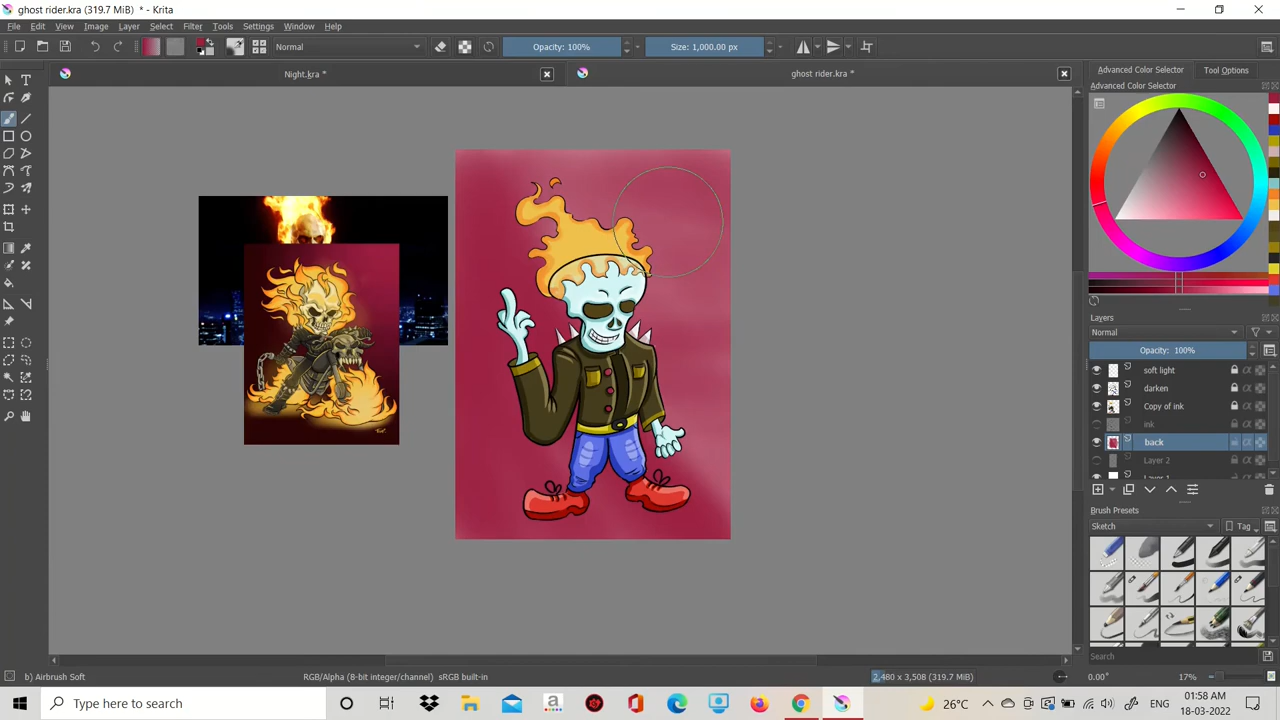 ghost rider.kra (319.7 MiB) * - Krita
File Edit View Image Layer Select Filter Tools Settings Window Help
Normal
Opacity: 100%
Size: 1,000.00 px
Night.kra *
ghost rider.kra *
Advanced Color Selector
Tool Options
Advanced Color Selector
Layers
Normal
Opacity: 100%
soft light
darken
Copy of ink
ink
back
Layer 2
Layer 1
Brush Presets
Sketch
Tag
Search
b) Airbrush Soft
RGB/Alpha (8-bit integer/channel) sRGB built-in
2,480 x 3,508 (319.7 MiB)
0.00°
17%
Type here to search
a
26°C
ENG
01:58 AM
18-03-2022